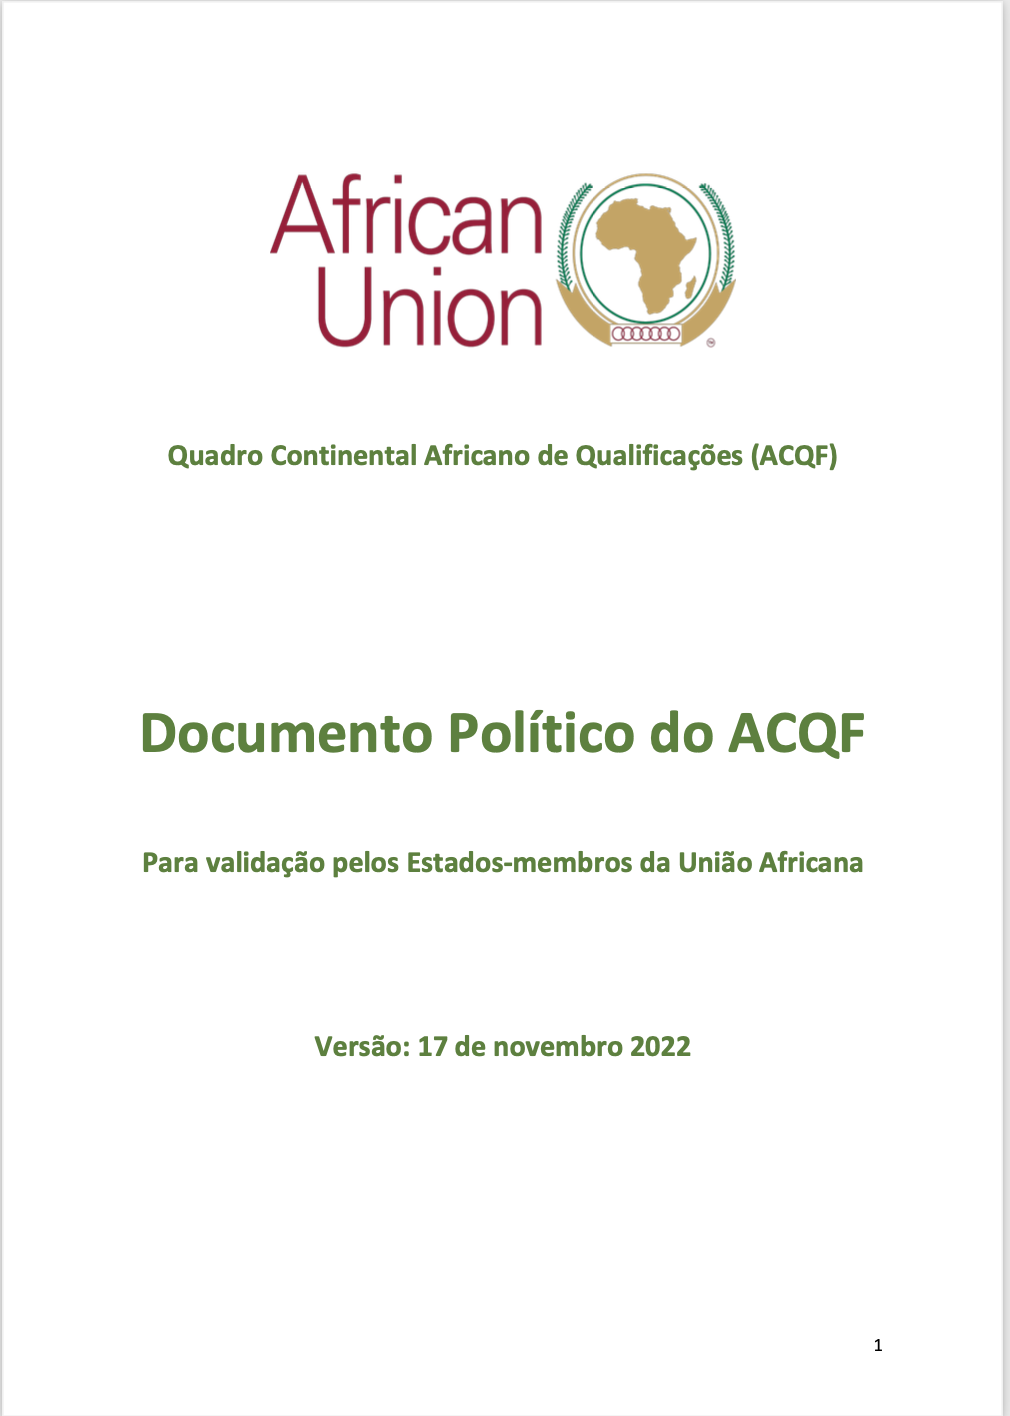 African
Union
Quadro Continental Africano de Qualificações (ACQF)
Documento Político do ACQF
Para validação pelos Estados-membros da União Africana
Versão: 17 de novembro 2022
1